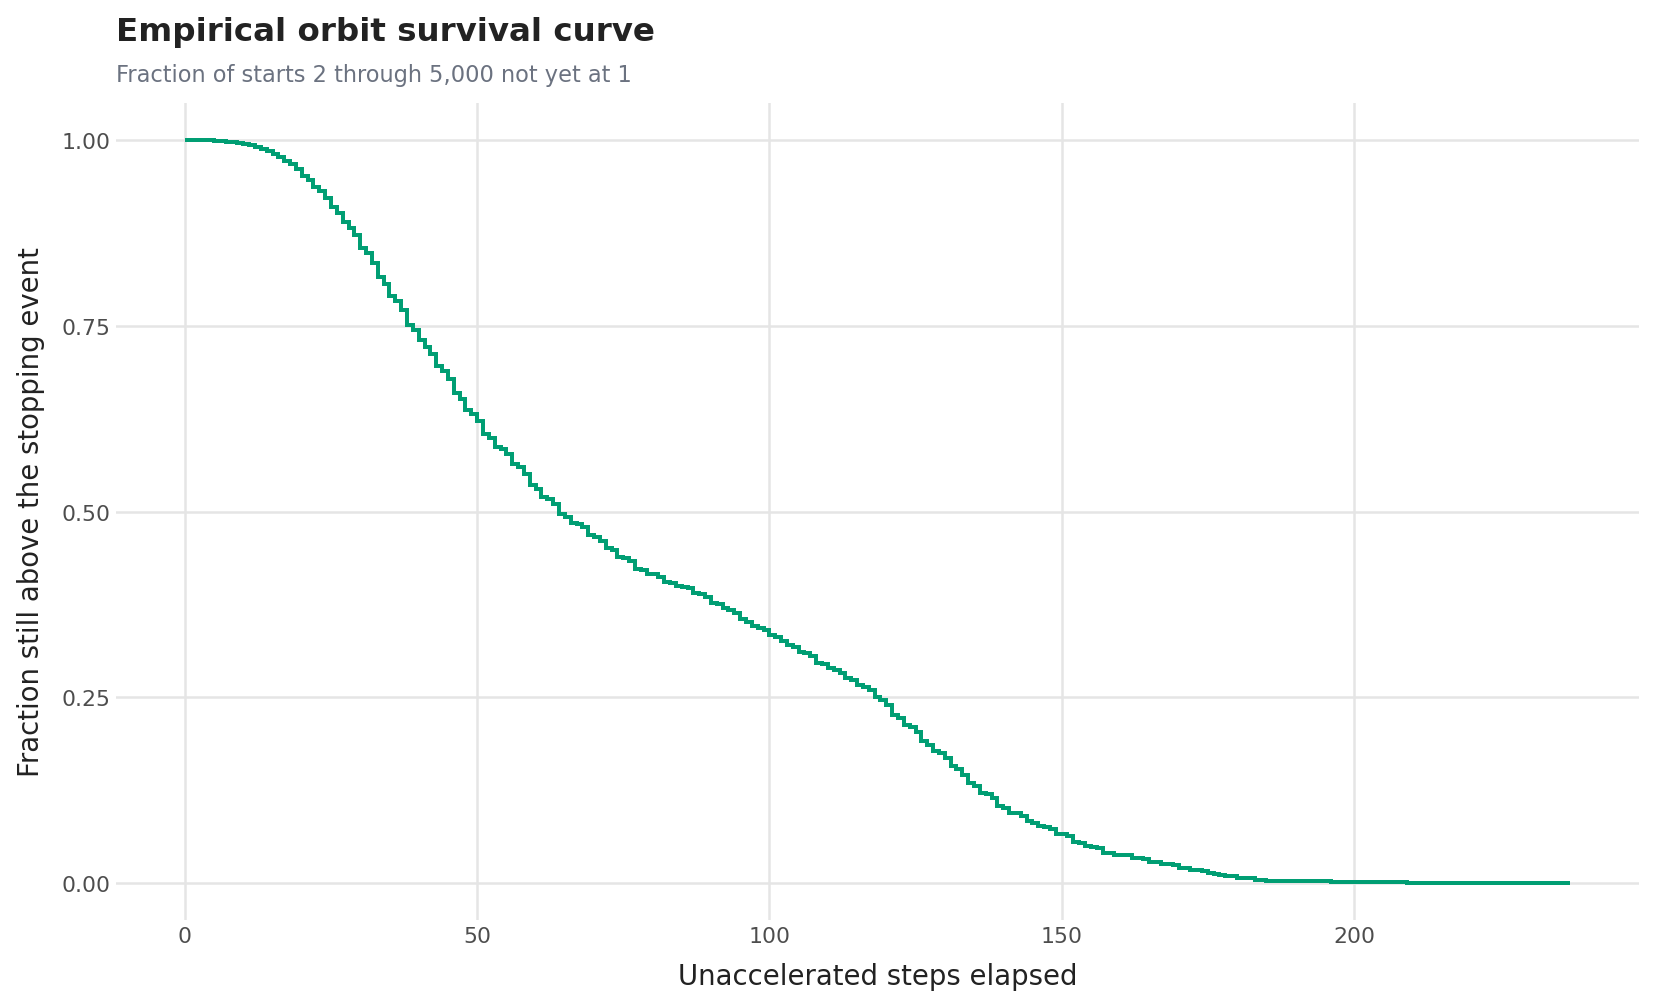 Empirical orbit survival curve
Fraction of starts 2 through 5,000 not yet at 1
Fraction still above the stopping event
1.00
0.75
0.50
0.25
0.00
0 50 100 150 200
Unaccelerated steps elapsed